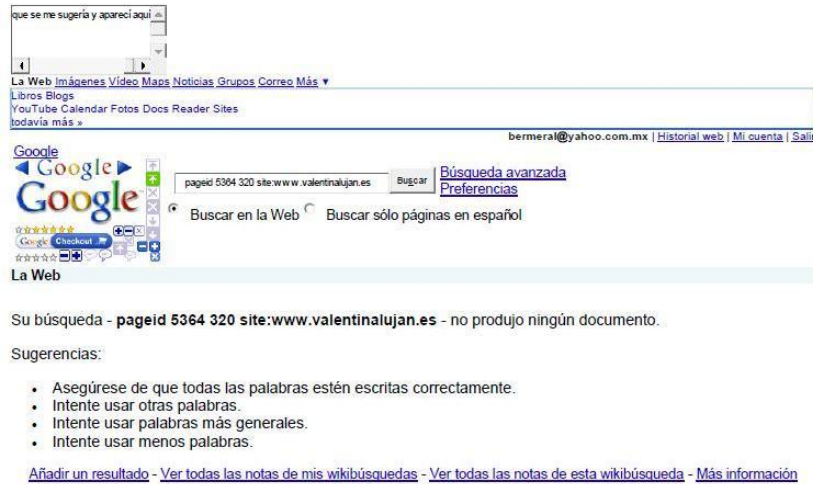 que se me sugería y aparecí aquí
La Web Imágenes Vídeo Maps Noticias Grupos Correo Más ▼
Libros Blogs
YouTube Calendar Fotos Docs Reader Sites
todavía más »
bermeral@yahoo.com.mx | Historial web | Mi cuenta | Salir
Google
Google
Google
pageid 5364 320 site:www.valentinalujan.es Buscar Búsqueda avanzada
Preferencias
Buscar en la Web Buscar sólo páginas en español
Google Checkout
La Web
Su búsqueda - pageid 5364 320 site:www.valentinalujan.es - no produjo ningún documento.
Sugerencias:
• Asegúrese de que todas las palabras estén escritas correctamente.
• Intente usar otras palabras.
• Intente usar palabras más generales.
• Intente usar menos palabras.
Añadir un resultado - Ver todas las notas de mis wikibúsquedas - Ver todas las notas de esta wikibúsqueda - Más información